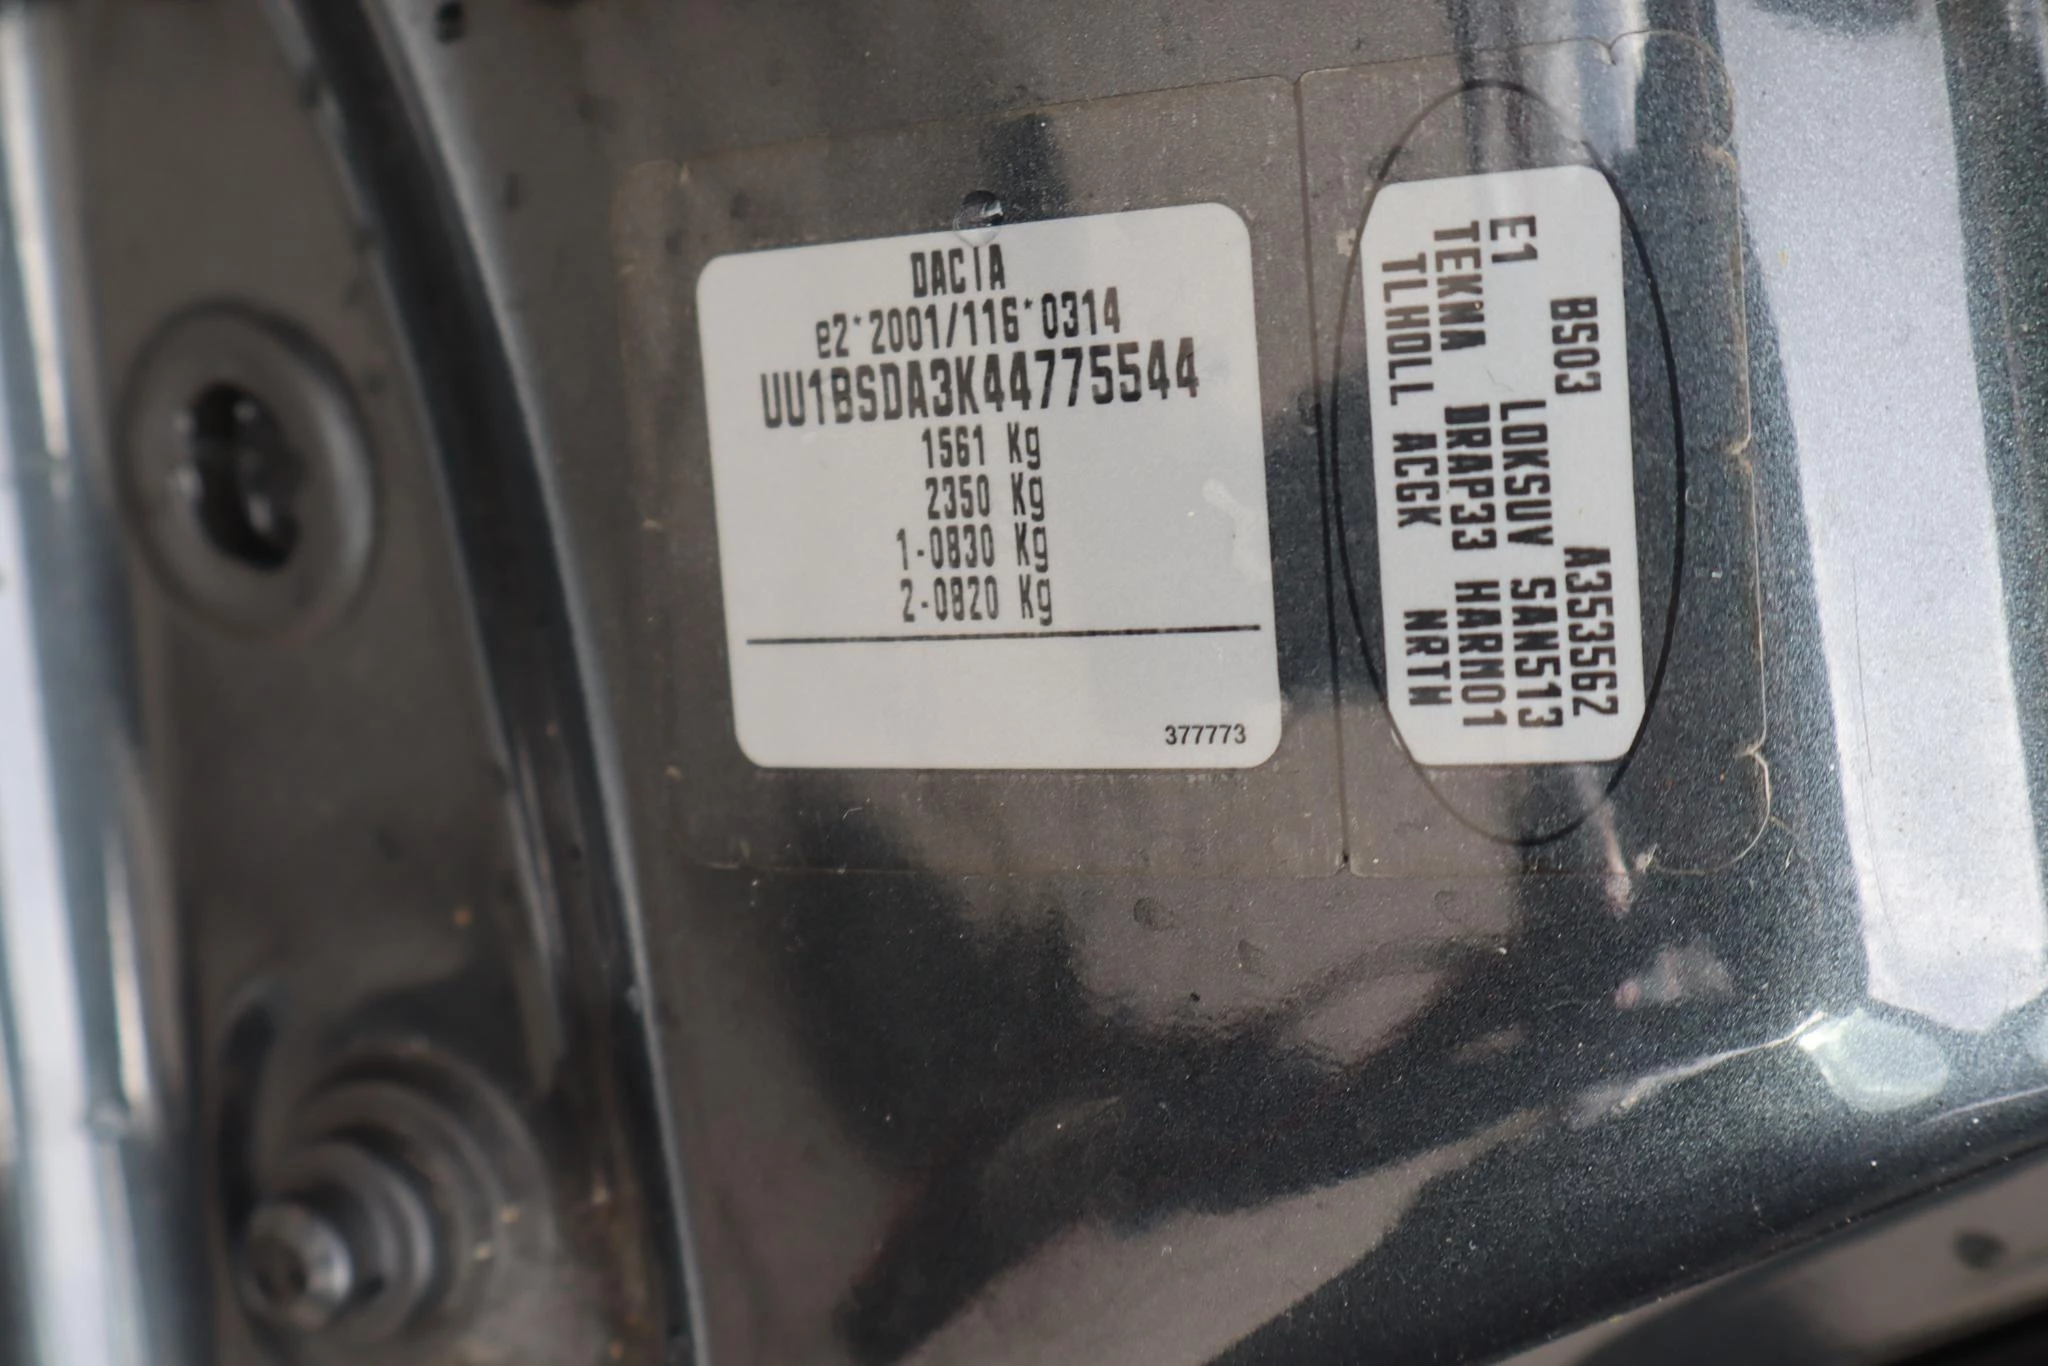 DACIA
e2*2001/116*0314
UU1BSDA3K44775544
1561 Kg
2350 Kg
1-0830 Kg
2-0820 Kg
377773
BS03 A353562
E1 LOKSUV SAN513
TEKNA DRAP33 HARM01
TLHOLL ACGK NRTW